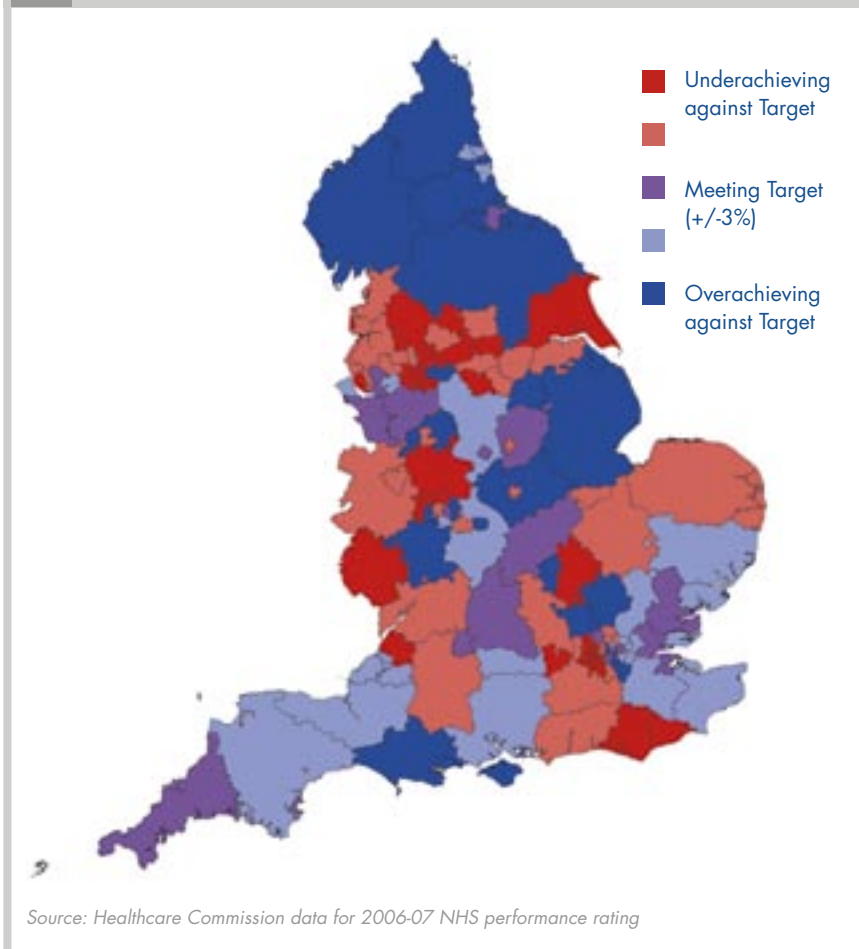 Underachieving
against Target
Meeting Target
(+/-3%)
Overachieving
against Target
Source: Healthcare Commission data for 2006-07 NHS performance rating